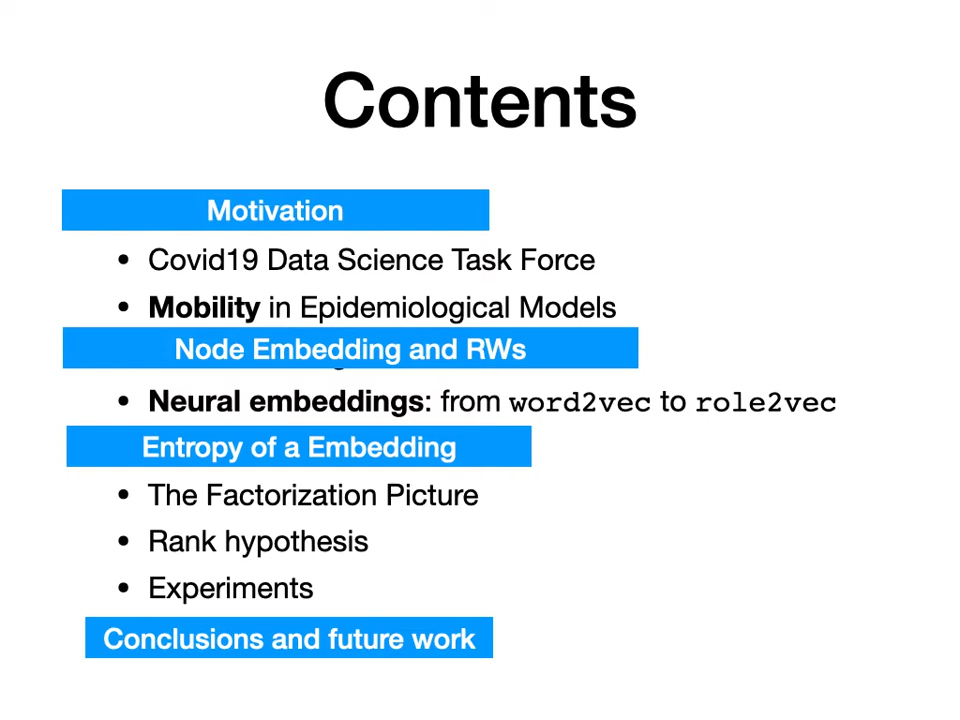 Contents
Motivation
• Covid19 Data Science Task Force
• Mobility in Epidemiological Models
Node Embedding and RWs
• Neural embeddings: from word2vec to role2vec
Entropy of a Embedding
• The Factorization Picture
• Rank hypothesis
• Experiments
Conclusions and future work